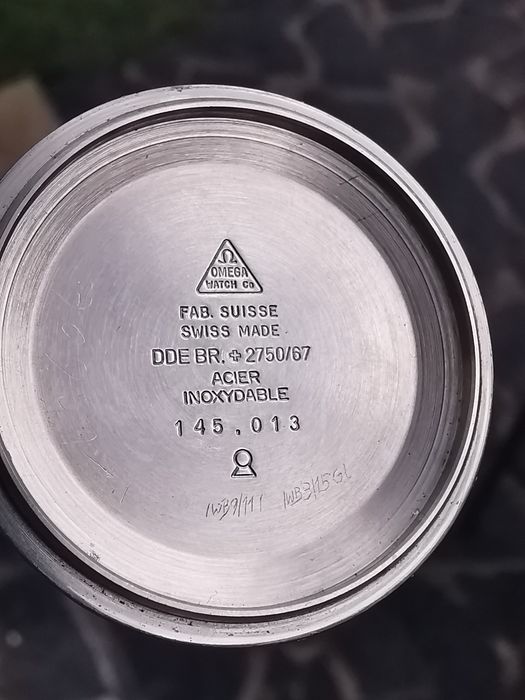 Ω
OMEGA
WATCH Co
FAB. SUISSE
SWISS MADE
DDE BR. ✚ 2750/67
ACIER
INOXYDABLE
145.013